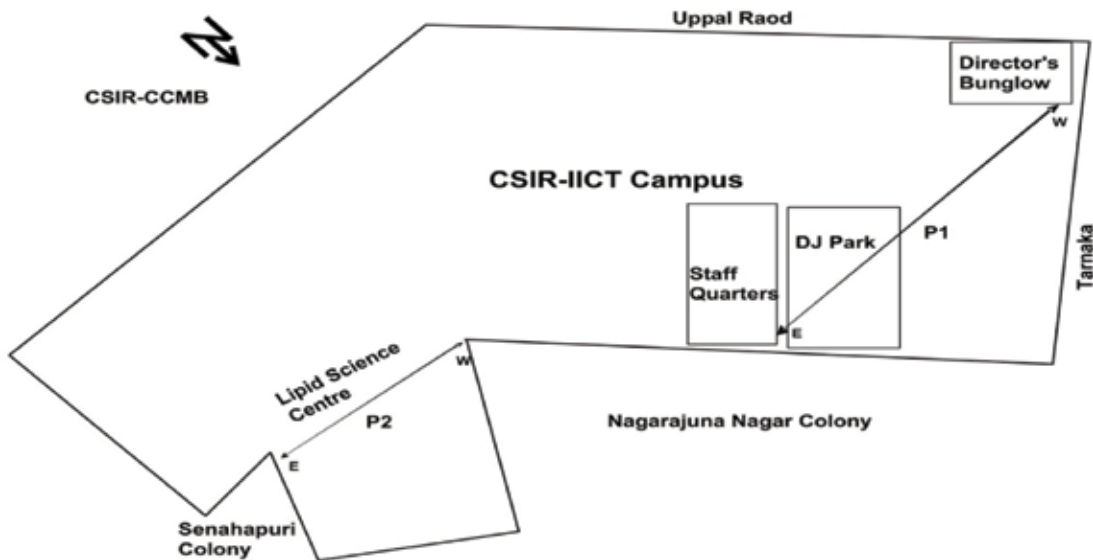 Uppal Raod
N
Director's
Bunglow
CSIR-CCMB
W
CSIR-IICT Campus
DJ Park
P1
Tarnaka
Staff
Quarters
E
Lipid Science
Centre
W
P2
Nagarajuna Nagar Colony
E
Senahapuri
Colony